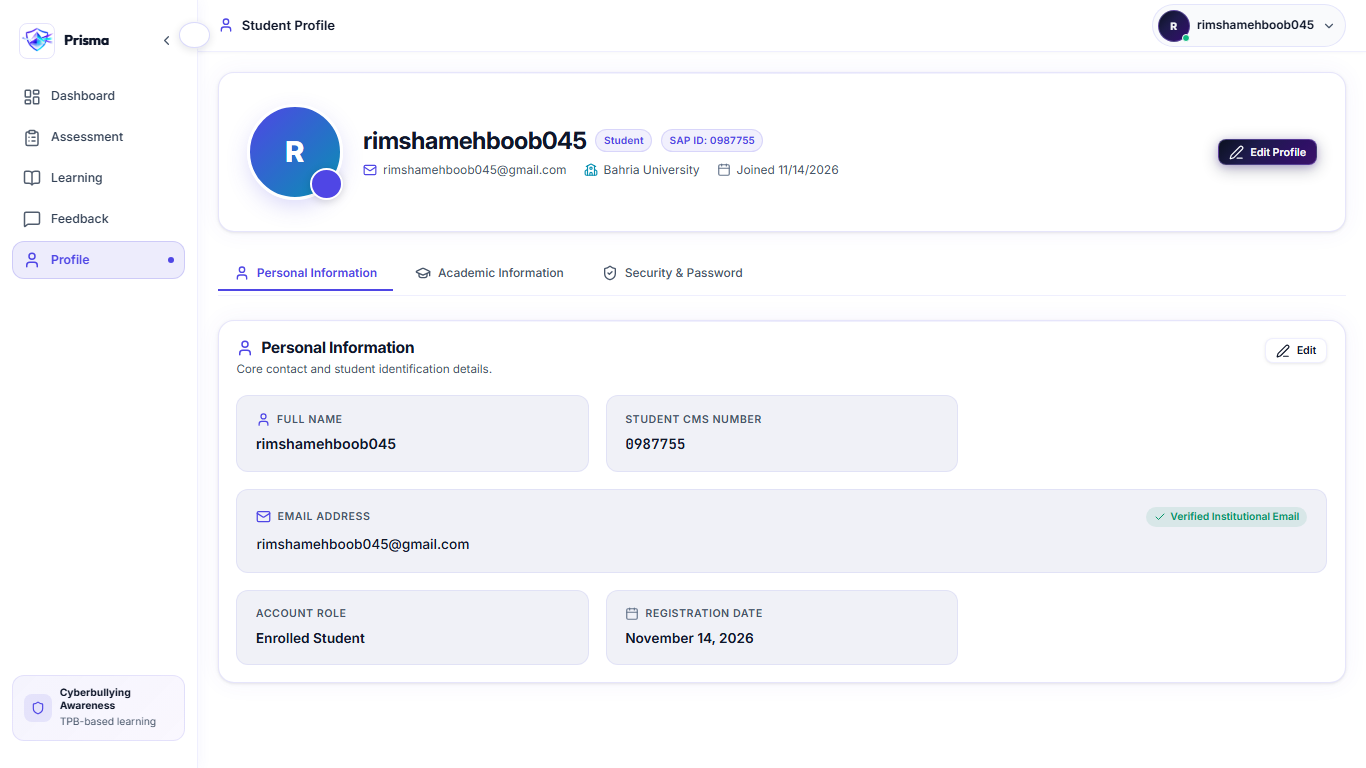 Prisma
Student Profile
R
rimshamehboob045
Dashboard
Assessment
Learning
Feedback
Profile
R
rimshamehboob045
Student
SAP ID: 0987755
rimshamehboob045@gmail.com
Bahria University
Joined 11/14/2026
Edit Profile
Personal Information
Academic Information
Security & Password
Personal Information
Edit
Core contact and student identification details.
FULL NAME
rimshamehboob045
STUDENT CMS NUMBER
0987755
EMAIL ADDRESS
Verified Institutional Email
rimshamehboob045@gmail.com
ACCOUNT ROLE
Enrolled Student
REGISTRATION DATE
November 14, 2026
Cyberbullying
Awareness
TPB-based learning